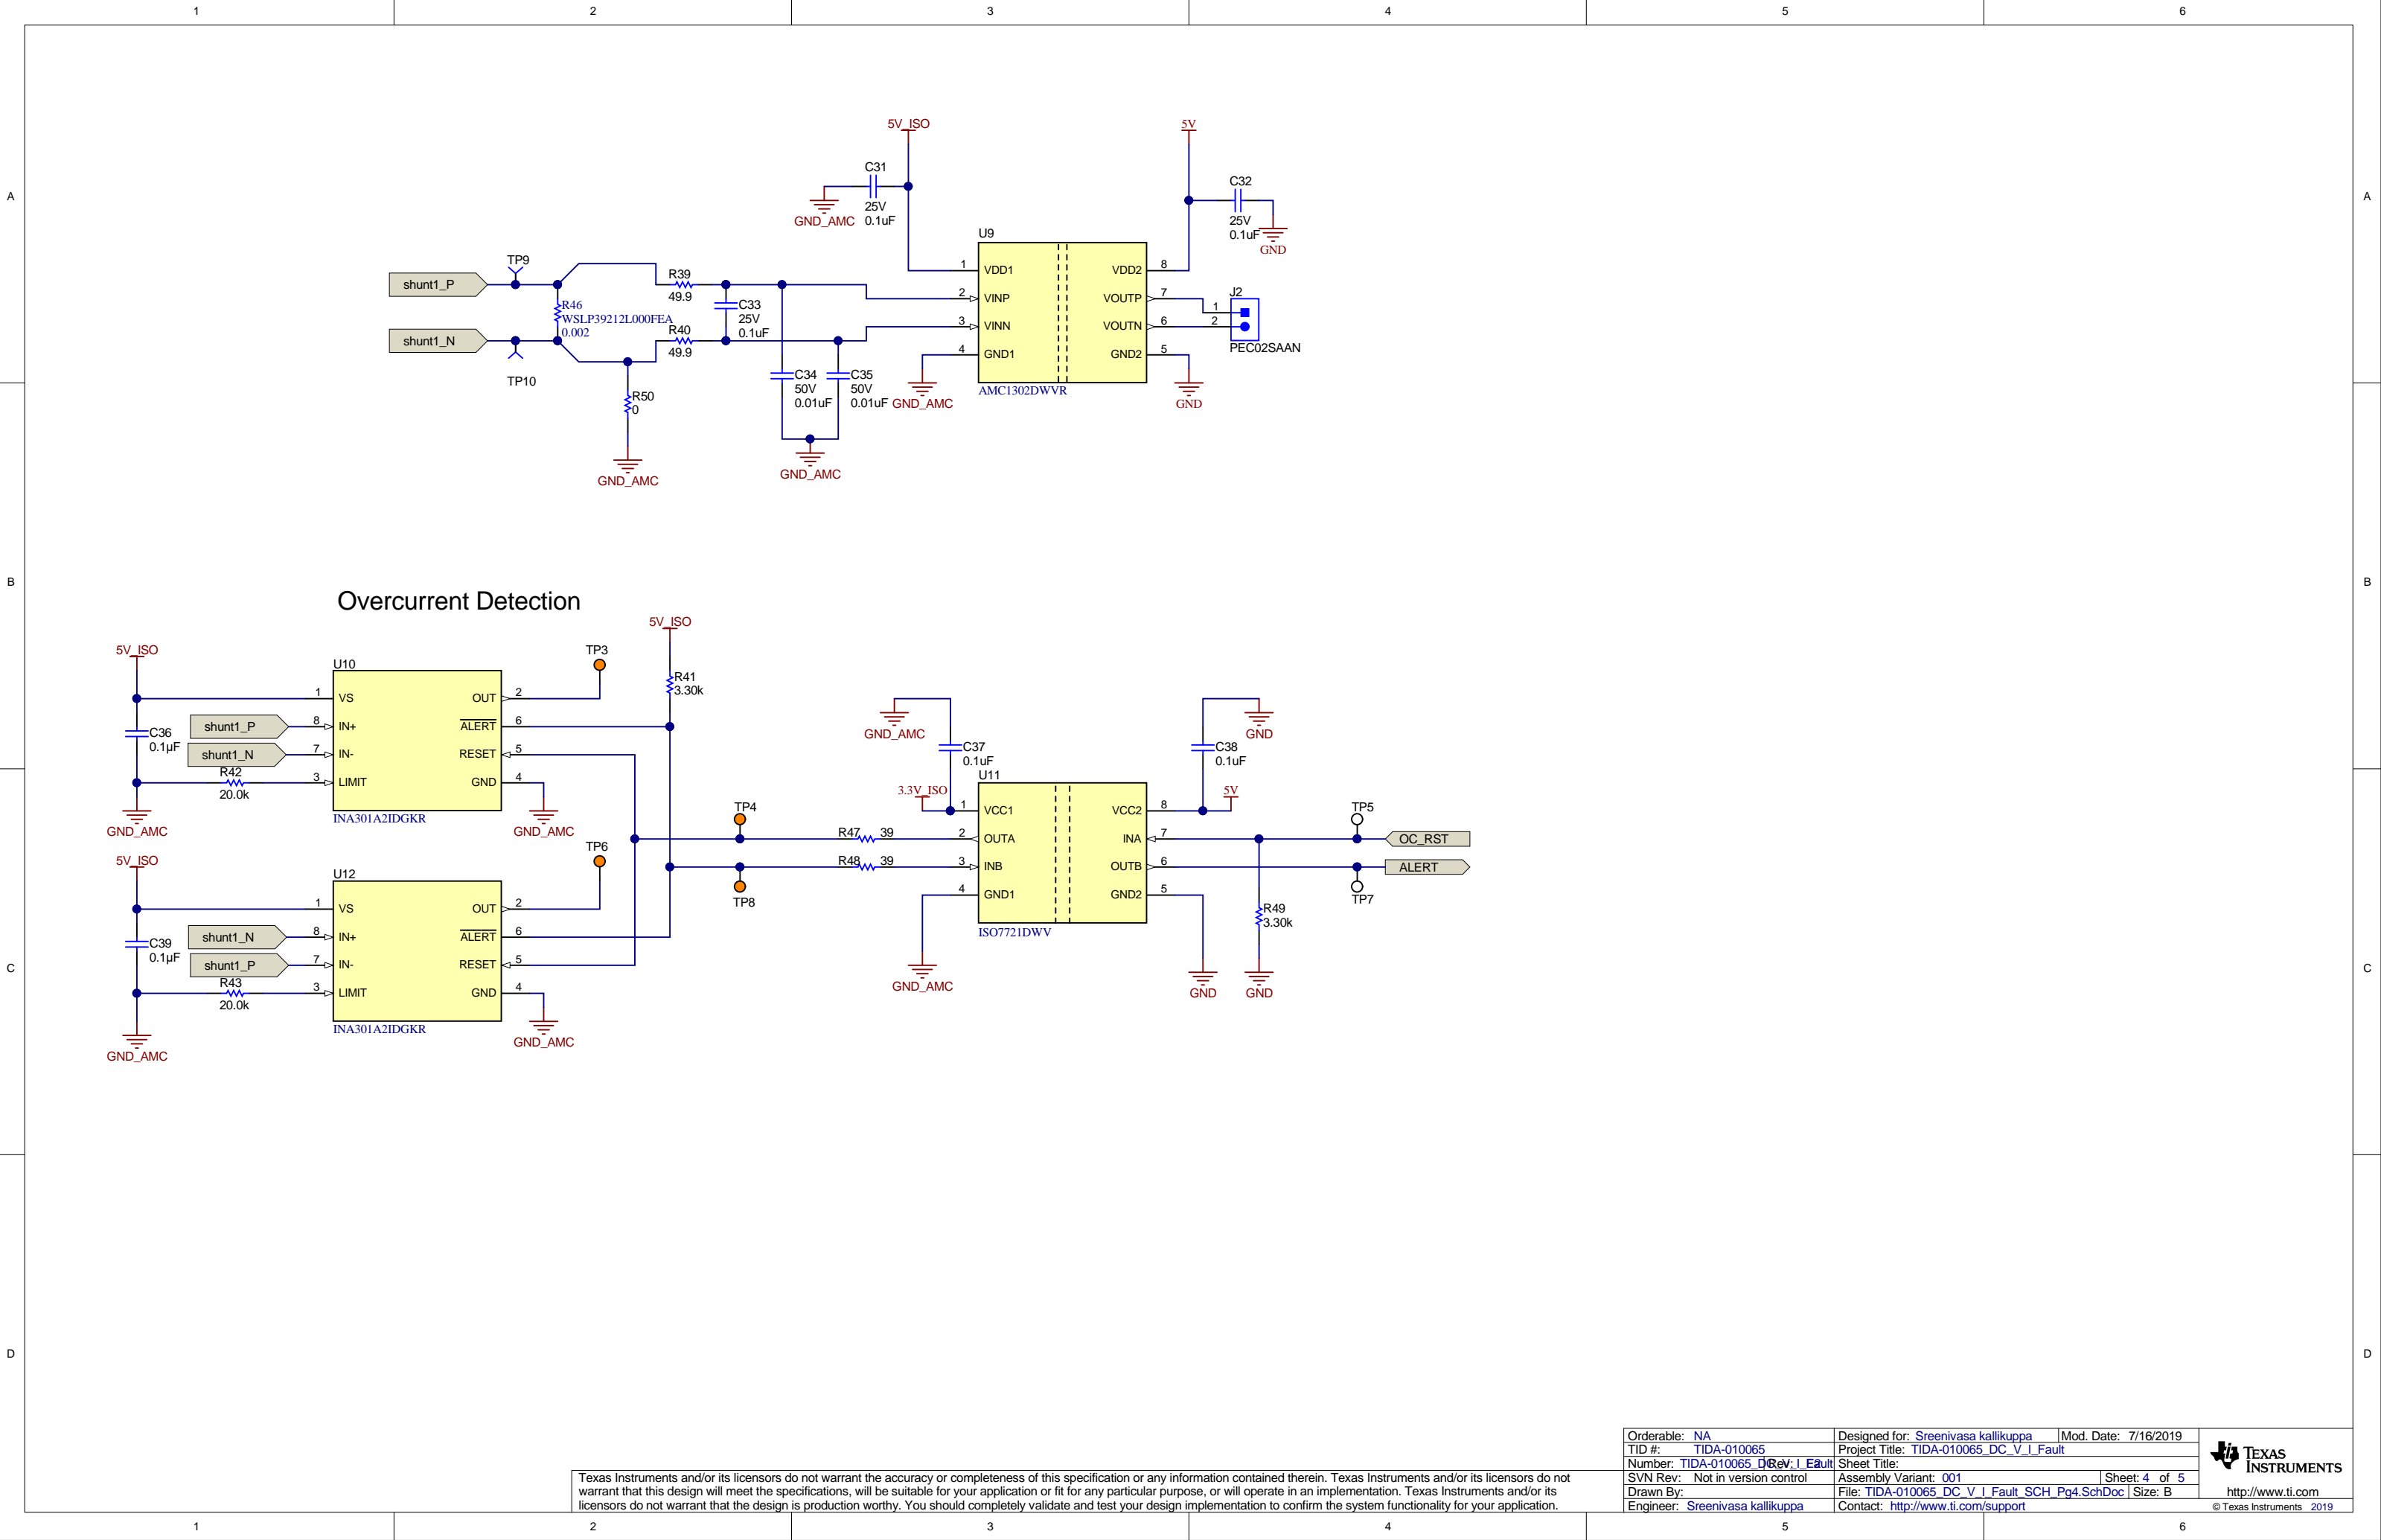 1 2 3 4 5 6
A A
B B
C C
D D
5V_ISO
5V
C31
25V
0.1uF
GND_AMC
C32
25V
0.1uF
GND
U9
1 VDD1 VDD2 8
2 VINP VOUTP 7
3 VINN VOUTN 6
4 GND1 GND2 5
AMC1302DWVR
GND_AMC
GND
J2
1
2
PEC02SAAN
shunt1_P
TP9
R46
WSLP39212L000FEA
0.002
shunt1_N
TP10
R39
49.9
C33
25V
0.1uF
R40
49.9
R50
0
GND_AMC
C34
50V
0.01uF
C35
50V
0.01uF
GND_AMC
Overcurrent Detection
5V_ISO
U10
TP3
5V_ISO
R41
3.30k
1 VS OUT 2
shunt1_P 8 IN+ ALERT 6
shunt1_N 7 IN- RESET 5
3 LIMIT GND 4
C36
0.1µF
R42
20.0k
GND_AMC
INA301A2IDGKR
GND_AMC
5V_ISO
U12
TP6
1 VS OUT 2
shunt1_N 8 IN+ ALERT 6
shunt1_P 7 IN- RESET 5
3 LIMIT GND 4
C39
0.1µF
R43
20.0k
GND_AMC
INA301A2IDGKR
GND_AMC
TP4
TP8
R47 39
R48 39
GND_AMC
C37
0.1uF
3.3V_ISO
U11
1 VCC1 VCC2 8
2 OUTA INA 7
3 INB OUTB 6
4 GND1 GND2 5
ISO7721DWV
GND_AMC
GND
C38
0.1uF
5V
GND
R49
3.30k
GND
TP5
OC_RST
ALERT
TP7
Texas Instruments and/or its licensors do not warrant the accuracy or completeness of this specification or any information contained therein. Texas Instruments and/or its licensors do not
warrant that this design will meet the specifications, will be suitable for your application or fit for any particular purpose, or will operate in an implementation. Texas Instruments and/or its
licensors do not warrant that the design is production worthy. You should completely validate and test your design implementation to confirm the system functionality for your application.
Orderable: NA Designed for: Sreenivasa kallikuppa Mod. Date: 7/16/2019
TID #: TIDA-010065 Project Title: TIDA-010065_DC_V_I_Fault
Number: TIDA-010065_DC_V_I_Fault Rev: E2 Sheet Title:
SVN Rev: Not in version control Assembly Variant: 001 Sheet: 4 of 5
Drawn By: File: TIDA-010065_DC_V_I_Fault_SCH_Pg4.SchDoc Size: B
Engineer: Sreenivasa kallikuppa Contact: http://www.ti.com/support
TEXAS
INSTRUMENTS
http://www.ti.com
© Texas Instruments 2019
1 2 3 4 5 6